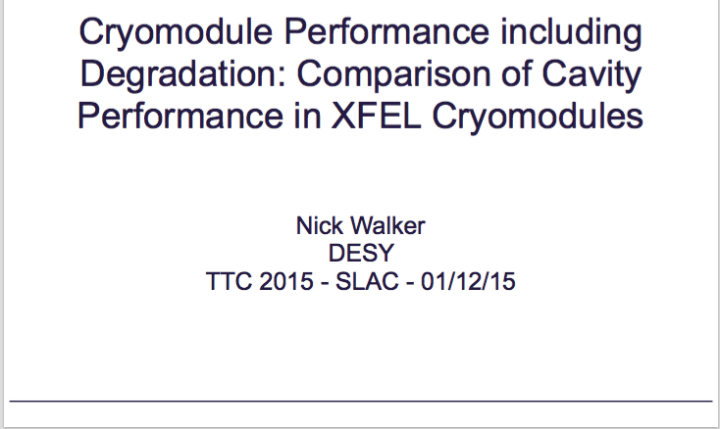 Cryomodule Performance including
Degradation: Comparison of Cavity
Performance in XFEL Cryomodules
Nick Walker
DESY
TTC 2015 - SLAC - 01/12/15